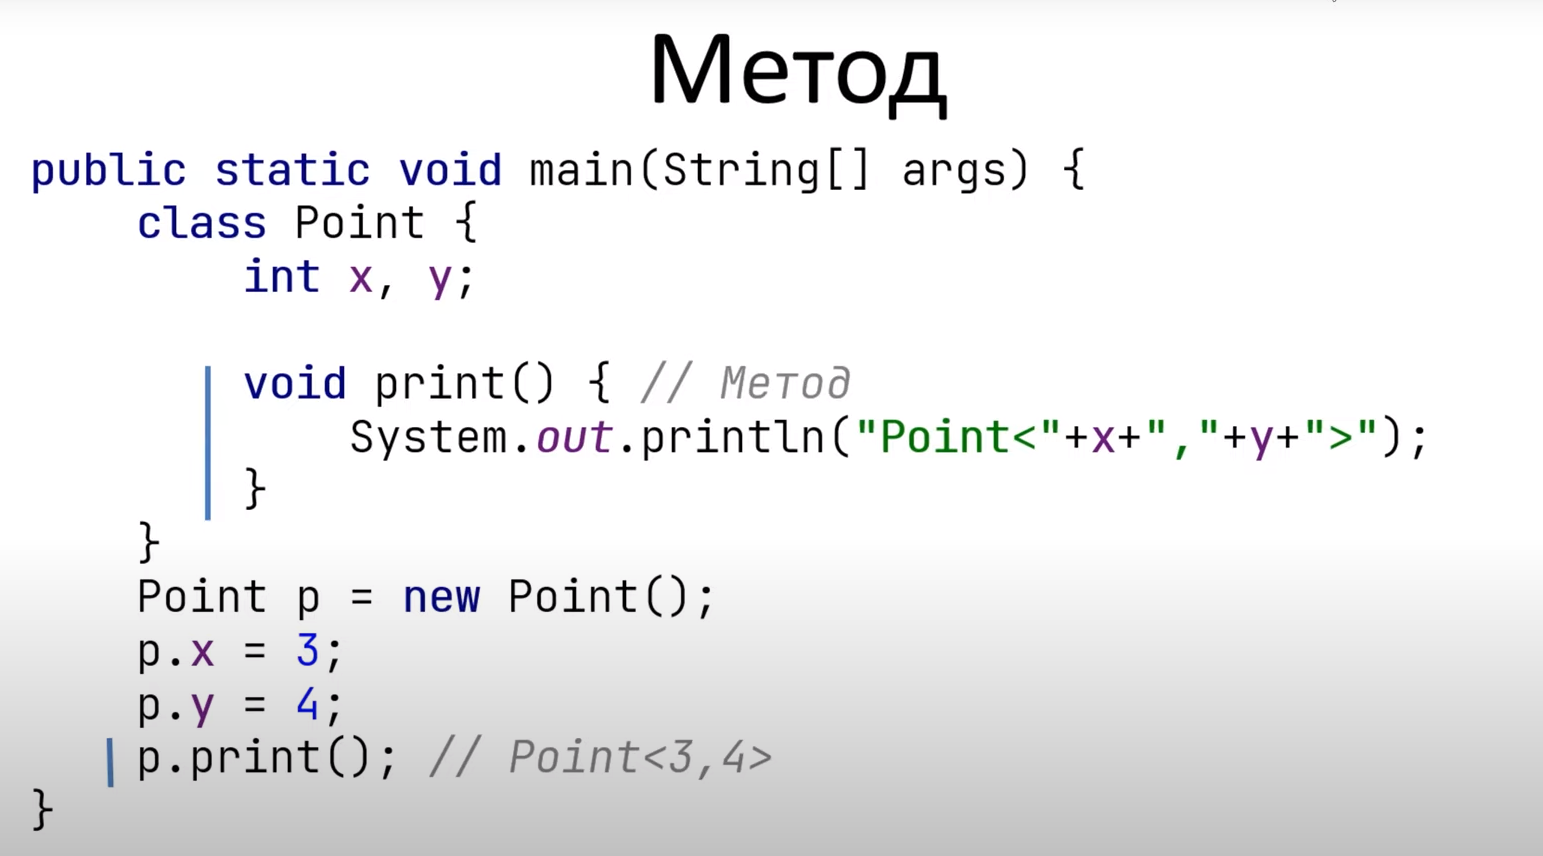 Метод
public static void main(String[] args) {
class Point {
int x, y;
void print() { // Метод
System.out.println("Point<"+x+","+y+">");
}
}
Point p = new Point();
p.x = 3;
p.y = 4;
p.print(); // Point<3,4>
}